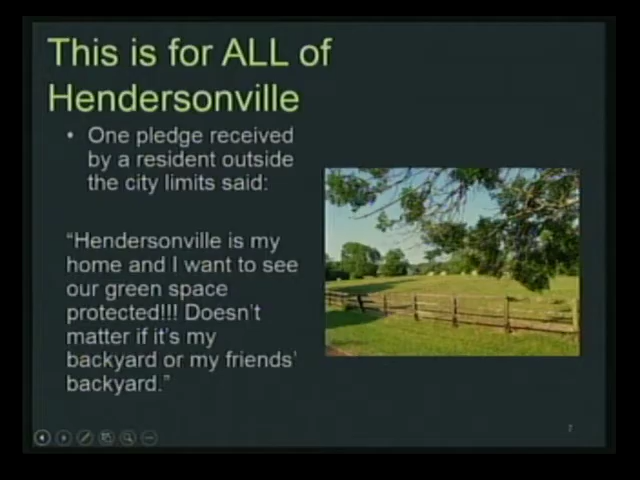 This is for ALL of
Hendersonville
• One pledge received
by a resident outside
the city limits said:
“Hendersonville is my
home and I want to see
our green space
protected!!! Doesn’t
matter if it’s my
backyard or my friends’
backyard.”
7